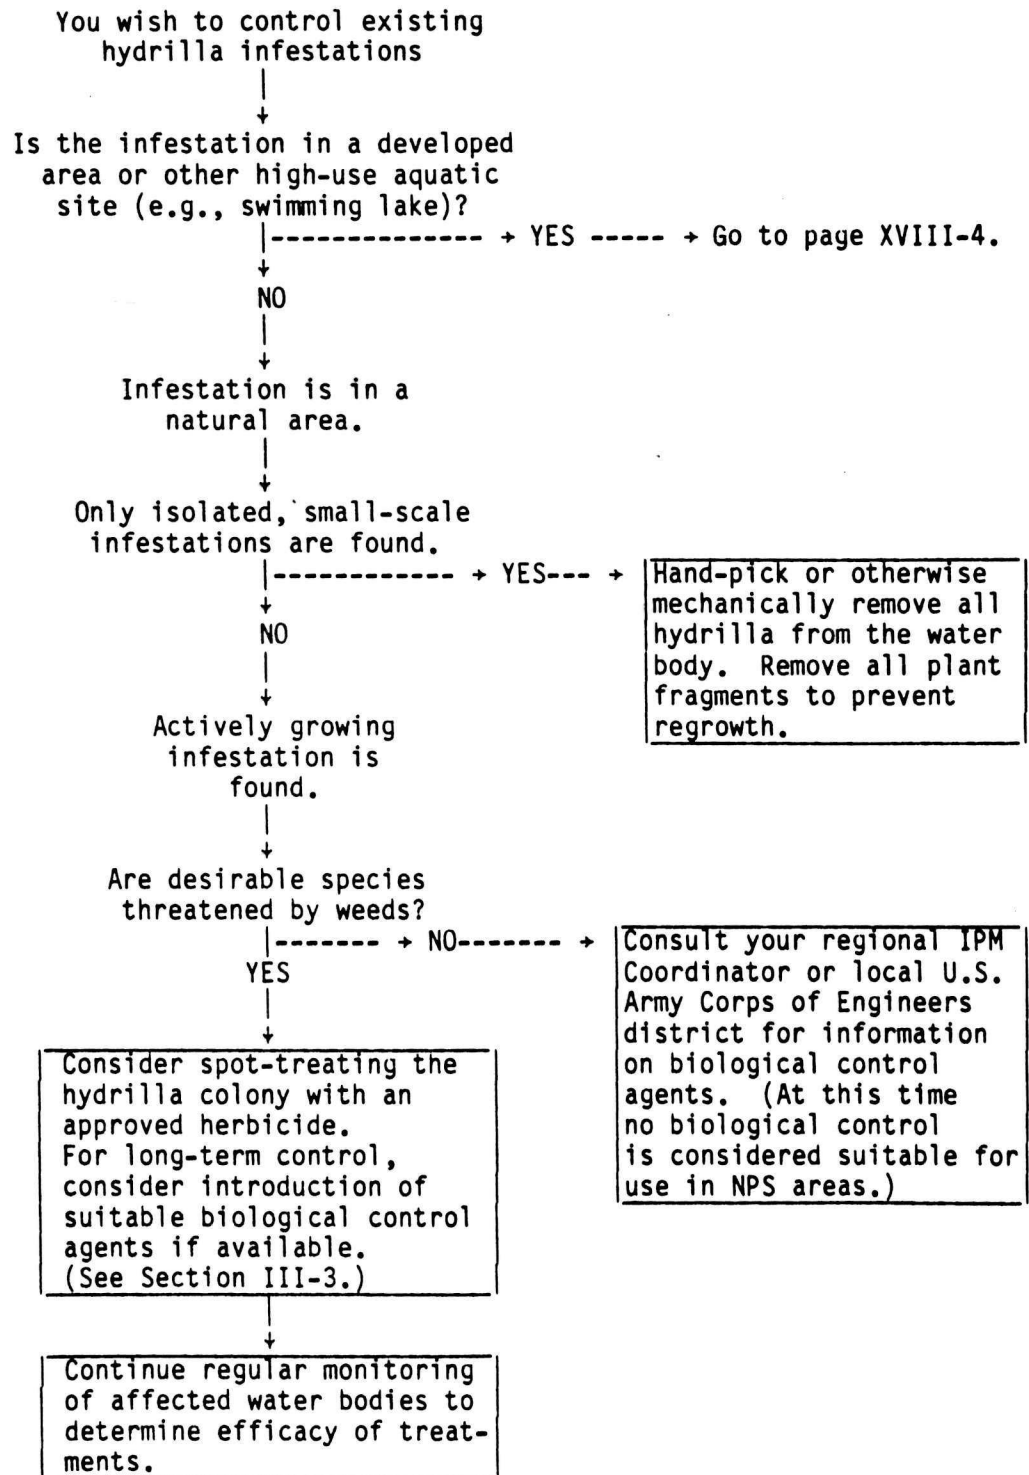 You wish to control existing
hydrilla infestations
Is the infestation in a developed
area or other high-use aquatic
site (e.g., swimming lake)?
YES
Go to page XVIII-4.
NO
Infestation is in a
natural area.
Only isolated, small-scale
infestations are found.
YES
Hand-pick or otherwise
mechanically remove all
hydrilla from the water
body. Remove all plant
fragments to prevent
regrowth.
NO
Actively growing
infestation is
found.
Are desirable species
threatened by weeds?
NO
Consult your regional IPM
Coordinator or local U.S.
Army Corps of Engineers
district for information
on biological control
agents. (At this time
no biological control
is considered suitable for
use in NPS areas.)
YES
Consider spot-treating the
hydrilla colony with an
approved herbicide.
For long-term control,
consider introduction of
suitable biological control
agents if available.
(See Section III-3.)
Continue regular monitoring
of affected water bodies to
determine efficacy of treat-
ments.